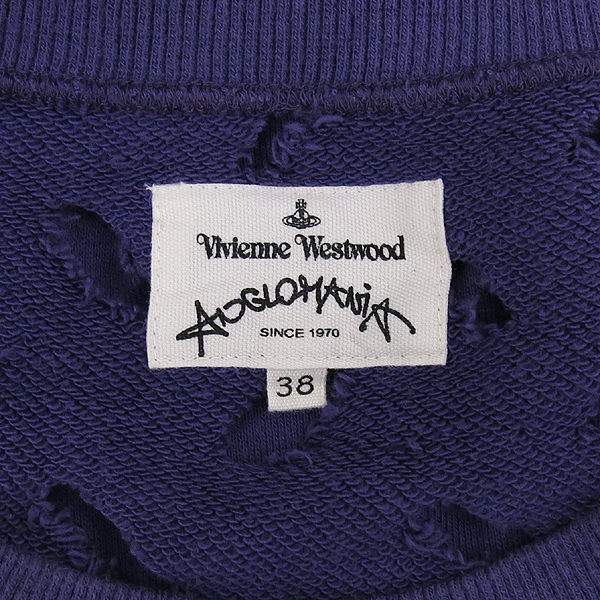 Vivienne Westwood
ANGLOMANIA
SINCE 1970
38